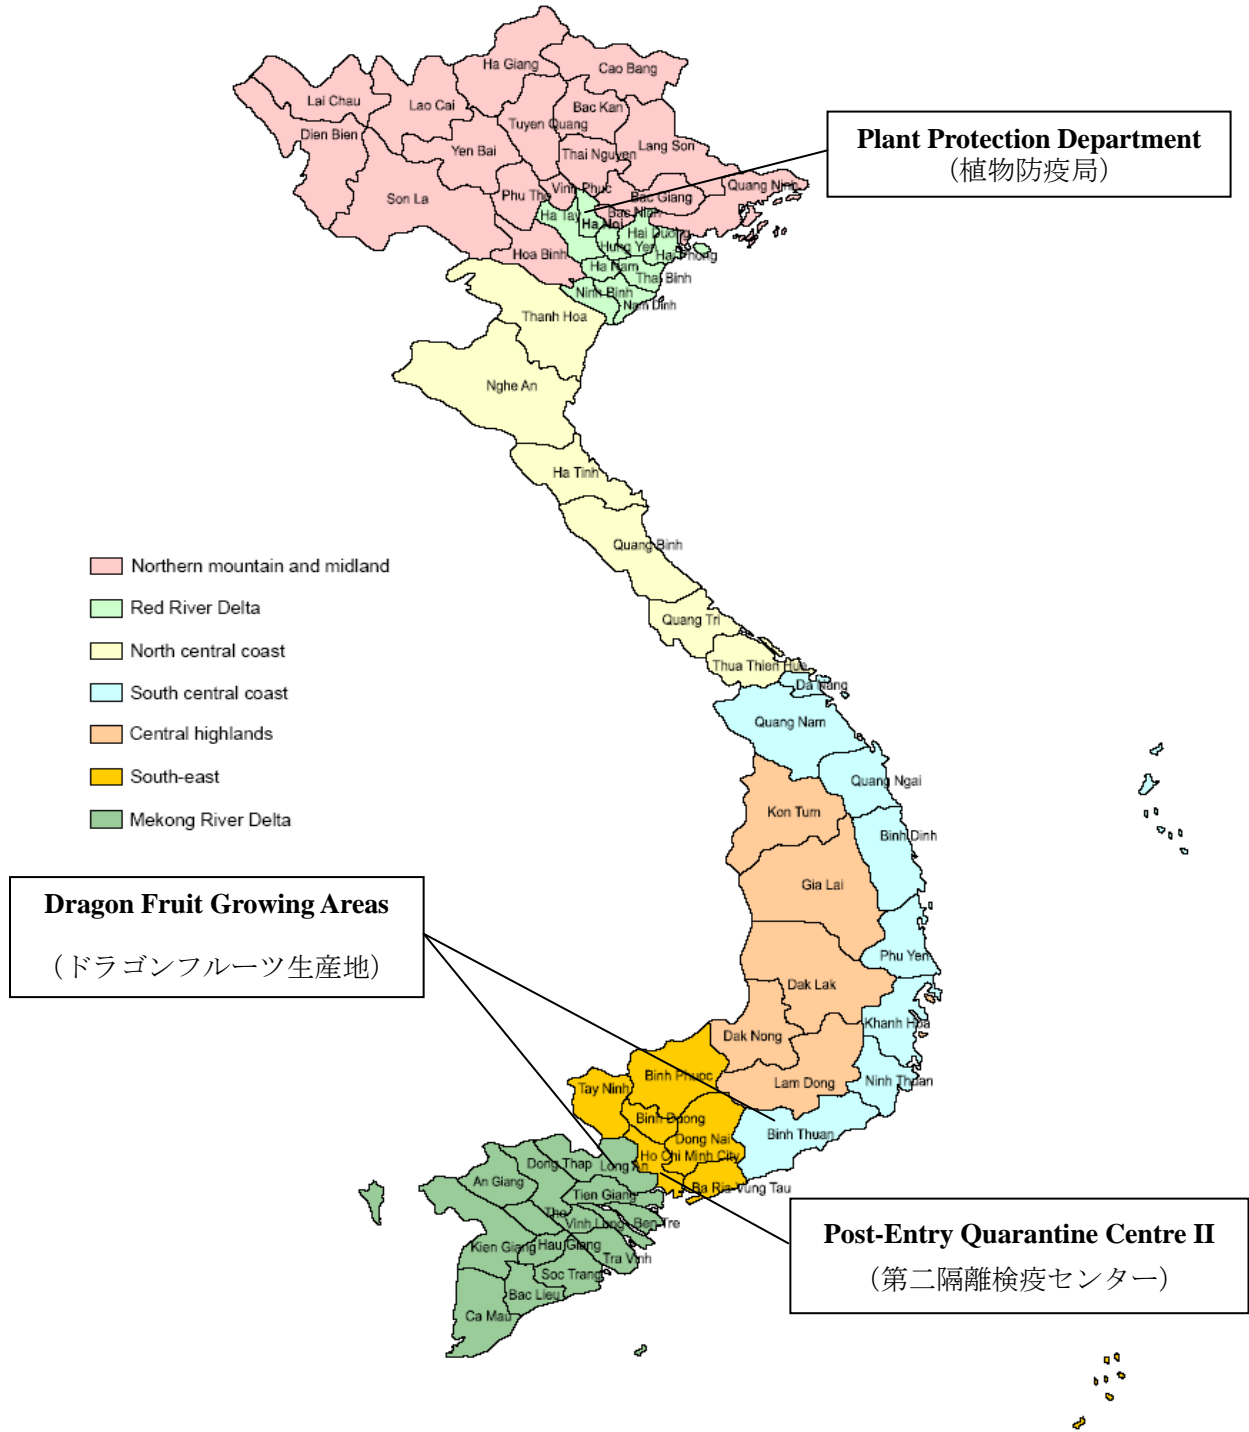 Ha Giang
Cao Bang
Lai Chau
Lao Cai
Bac Kan
Tuyen Quang
Dien Bien
Yen Bai
Lang Son
Thai Nguyen
Plant Protection Department
（植物防疫局）
Vinh Phuc
Quang Ninh
Phu Tho
Bac Giang
Son La
Ha Tay
Bac Ninh
Ha Noi
Hai Duong
Hung Yen
Hai Phong
Hoa Binh
Ha Nam
Thai Binh
Ninh Binh
Nam Dinh
Thanh Hoa
Nghe An
Ha Tinh
Quang Binh
Northern mountain and midland
Red River Delta
North central coast
South central coast
Central highlands
South-east
Mekong River Delta
Quang Tri
Thua Thien Hue
Da Nang
Quang Nam
Quang Ngai
Kon Tum
Binh Dinh
Gia Lai
Dragon Fruit Growing Areas
（ドラゴンフルーツ生産地）
Phu Yen
Dak Lak
Khanh Hoa
Dak Nong
Binh Phuoc
Lam Dong
Ninh Thuan
Tay Ninh
Binh Duong
Binh Thuan
Dong Nai
Ho Chi Minh City
Dong Thap
Long An
An Giang
Ba Ria-Vung Tau
Tien Giang
Tho
Vinh Long
Ben Tre
Kien Giang
Hau Giang
Tra Vinh
Soc Trang
Bac Lieu
Ca Mau
Post-Entry Quarantine Centre II
（第二隔離検疫センター）